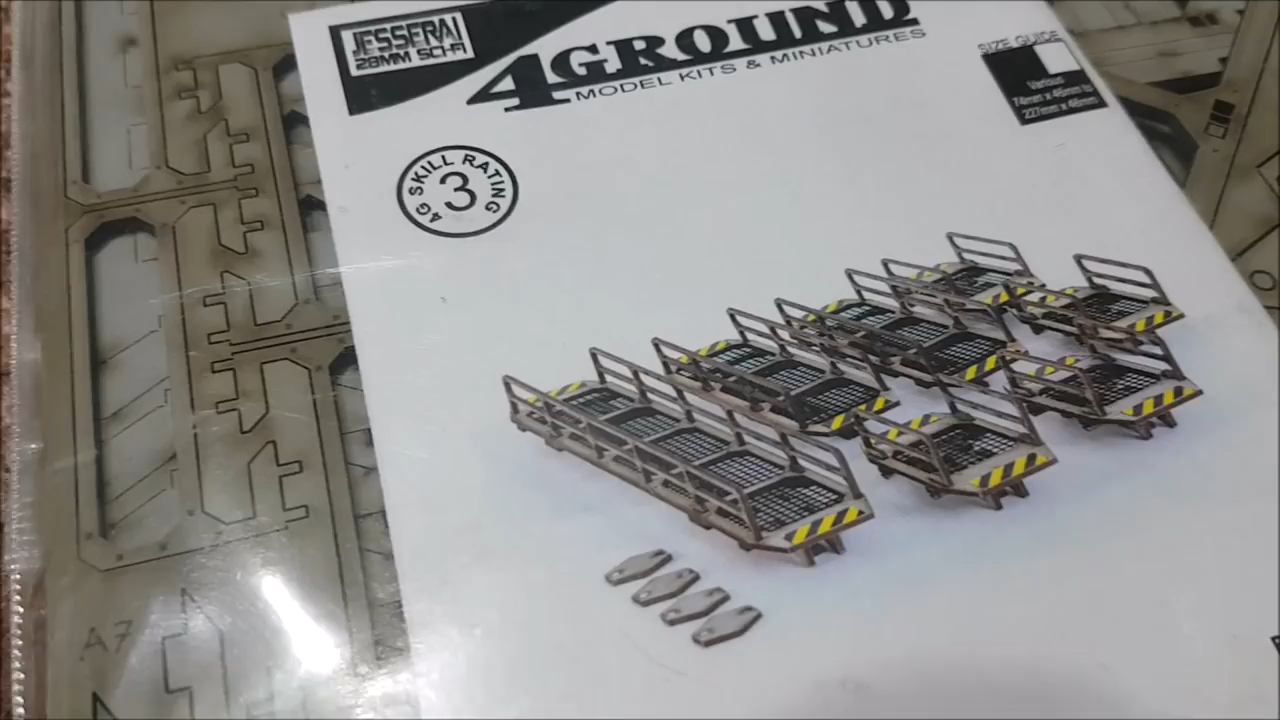 JESSERAI
28MM SCI-FI
4GROUND
MODEL KITS & MINIATURES
SIZE GUIDE
Various
74mm x 46mm to
227mm x 46mm
4G SKILL RATING
3
A7